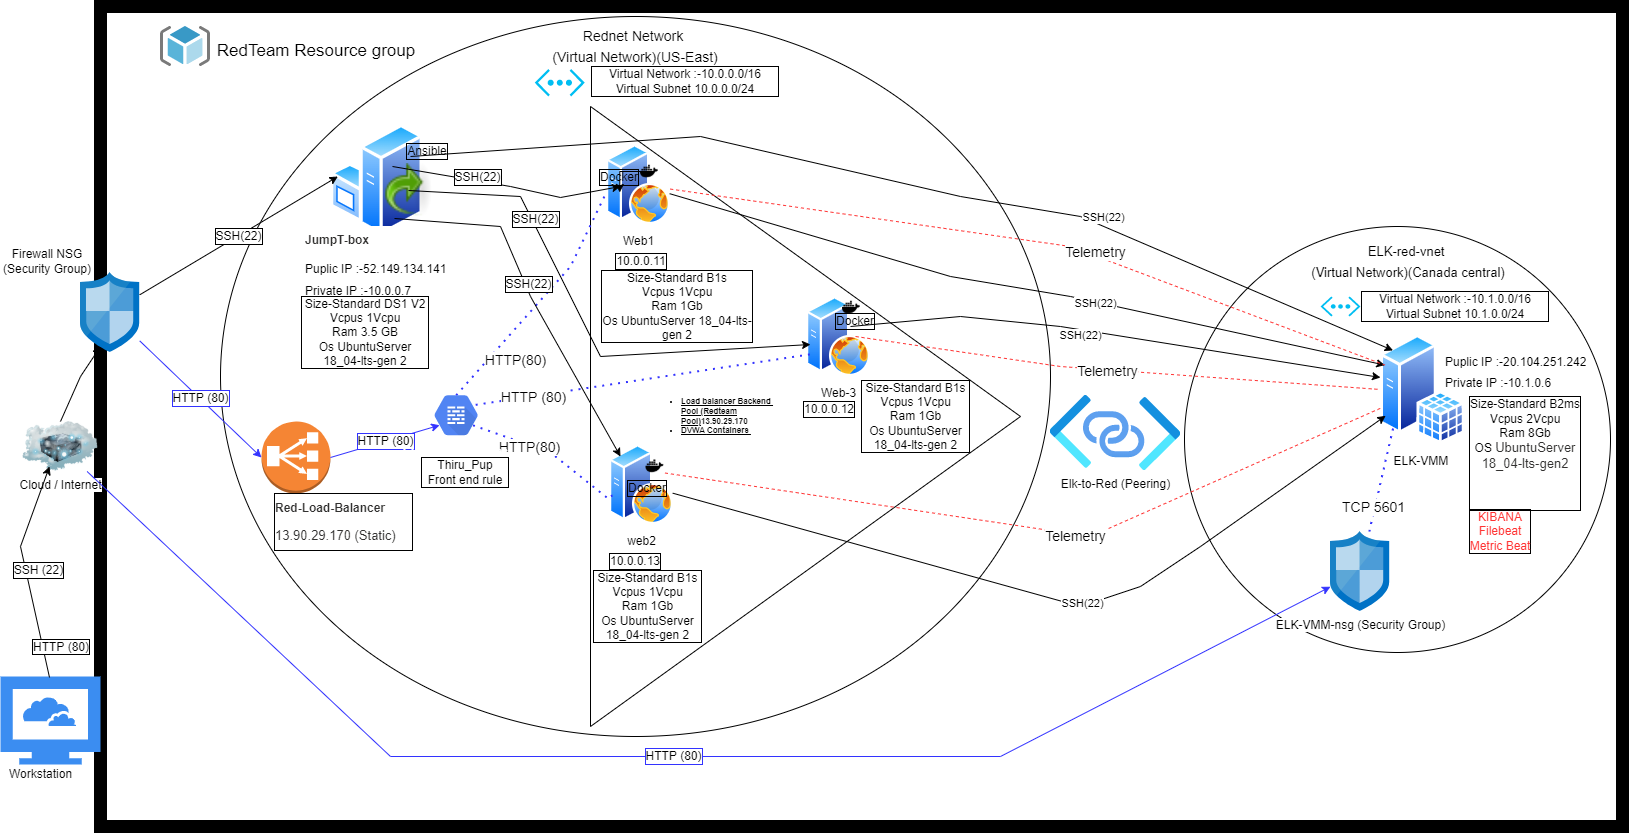 RedTeam Resource group
Rednet Network
(Virtual Network)(US-East)
Virtual Network :-10.0.0.0/16
Virtual Subnet 10.0.0.0/24
Ansible
SSH(22)
Docker
SSH(22)
SSH(22)
SSH(22)
JumpT-box
Puplic IP :-52.149.134.141
Private IP :-10.0.0.7
Size-Standard DS1 V2
Vcpus 1Vcpu
Ram 3.5 GB
Os UbuntuServer
18_04-lts-gen 2
Web1
10.0.0.11
Size-Standard B1s
Vcpus 1Vcpu
Ram 1Gb
Os UbuntuServer 18_04-lts-
gen 2
SSH(22)
Telemetry
SSH(22)
SSH(22)
Telemetry
Docker
Web-3
10.0.0.12
Size-Standard B1s
Vcpus 1Vcpu
Ram 1Gb
Os UbuntuServer
18_04-lts-gen 2
Firewall NSG
(Security Group)
HTTP (80)
HTTP(80)
HTTP (80)
HTTP(80)
HTTP (80)
Thiru_Pup
Front end rule
Load balancer Backend
Pool (Redteam
Pool)13.90.29.170
DVWA Containers
Red-Load-Balancer
13.90.29.170 (Static)
Docker
web2
10.0.0.13
Size-Standard B1s
Vcpus 1Vcpu
Ram 1Gb
Os UbuntuServer
18_04-lts-gen 2
Telemetry
SSH(22)
Elk-to-Red (Peering)
ELK-red-vnet
(Virtual Network)(Canada central)
Virtual Network :-10.1.0.0/16
Virtual Subnet 10.1.0.0/24
Puplic IP :-20.104.251.242
Private IP :-10.1.0.6
Size-Standard B2ms
Vcpus 2Vcpu
Ram 8Gb
OS UbuntuServer
18_04-lts-gen2
ELK-VMM
TCP 5601
KIBANA
Filebeat
Metric Beat
ELK-VMM-nsg (Security Group)
Cloud / Internet
SSH (22)
HTTP (80)
Workstation
HTTP (80)